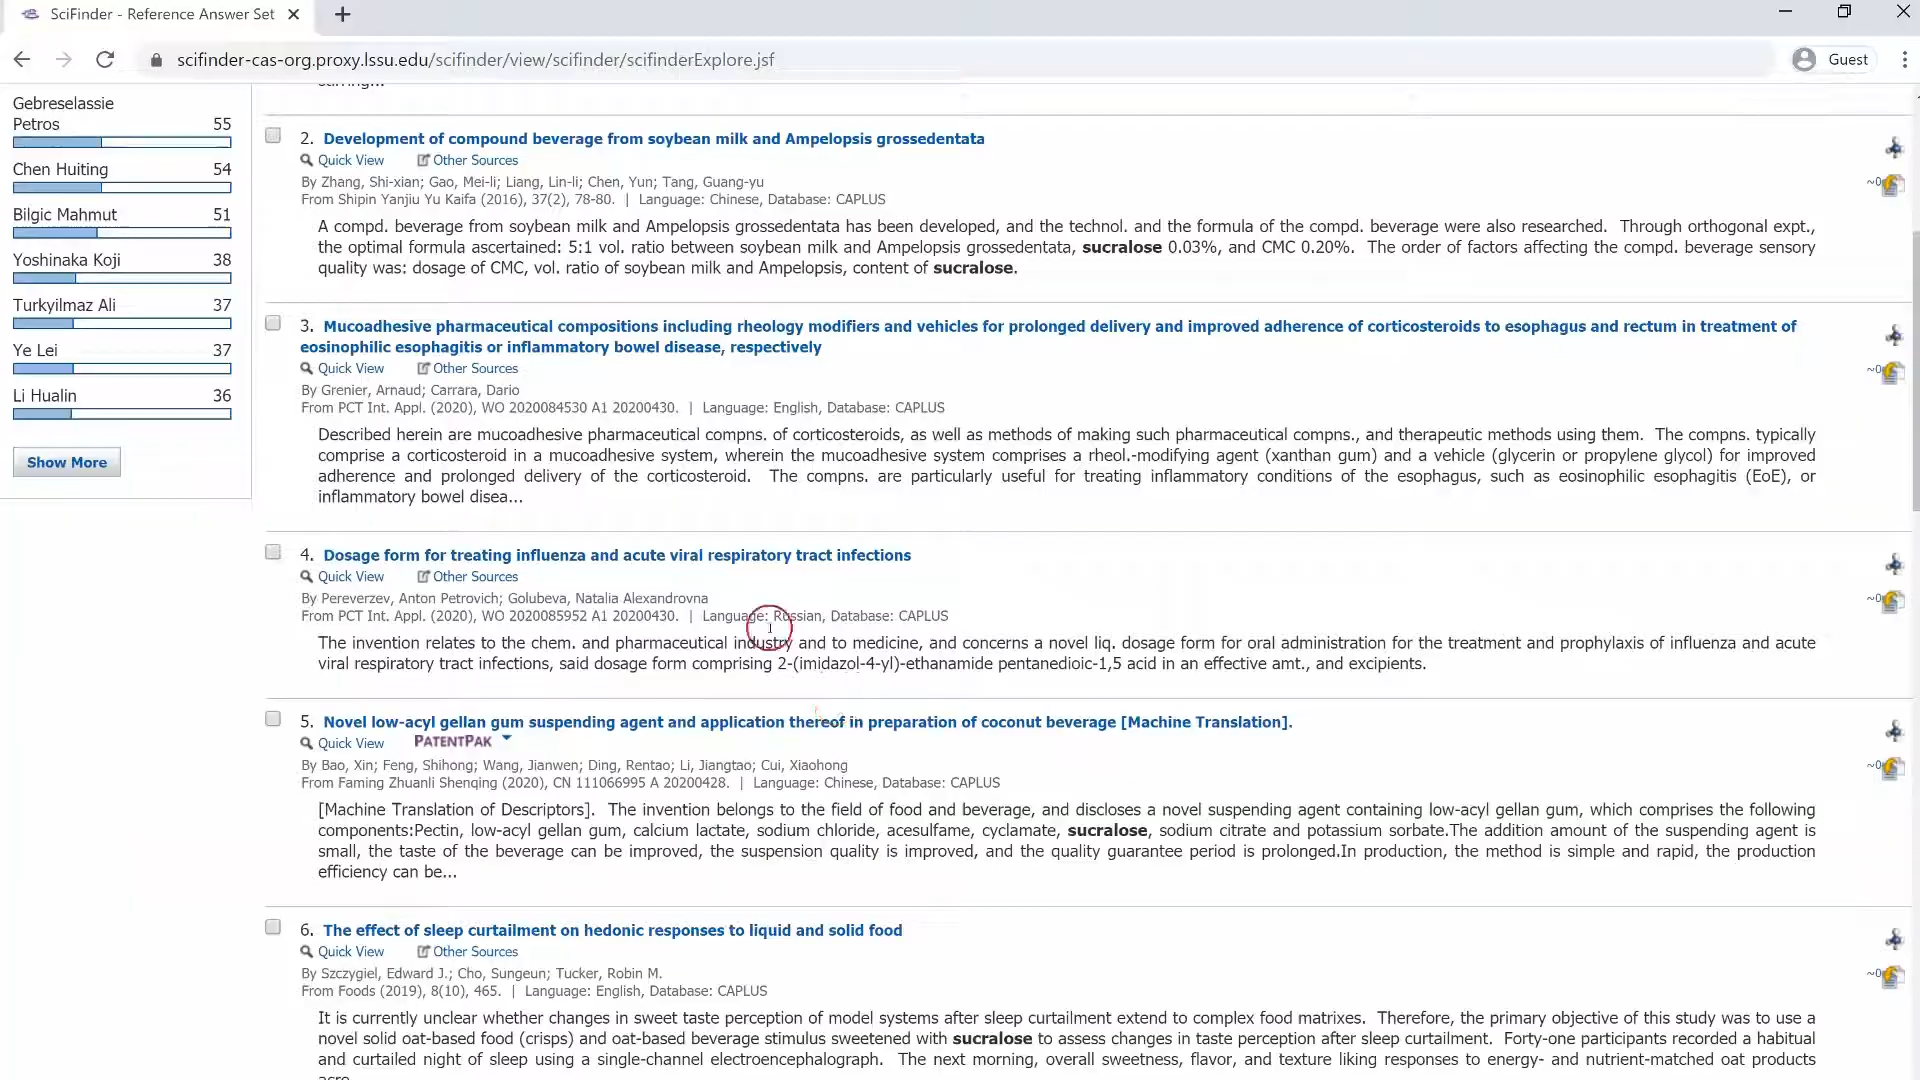 SciFinder - Reference Answer Set
scifinder-cas-org.proxy.lssu.edu/scifinder/view/scifinder/scifinderExplore.jsf
Guest
Gebreselassie
Petros 55
Chen Huiting 54
Bilgic Mahmut 51
Yoshinaka Koji 38
Turkyilmaz Ali 37
Ye Lei 37
Li Hualin 36
Show More
2. Development of compound beverage from soybean milk and Ampelopsis grossedentata
Quick View Other Sources
By Zhang, Shi-xian; Gao, Mei-li; Liang, Lin-li; Chen, Yun; Tang, Guang-yu
From Shipin Yanjiu Yu Kaifa (2016), 37(2), 78-80. | Language: Chinese, Database: CAPLUS
~0
A compd. beverage from soybean milk and Ampelopsis grossedentata has been developed, and the technol. and the formula of the compd. beverage were also researched. Through orthogonal expt.,
the optimal formula ascertained: 5:1 vol. ratio between soybean milk and Ampelopsis grossedentata, sucralose 0.03%, and CMC 0.20%. The order of factors affecting the compd. beverage sensory
quality was: dosage of CMC, vol. ratio of soybean milk and Ampelopsis, content of sucralose.
3. Mucoadhesive pharmaceutical compositions including rheology modifiers and vehicles for prolonged delivery and improved adherence of corticosteroids to esophagus and rectum in treatment of
eosinophilic esophagitis or inflammatory bowel disease, respectively
Quick View Other Sources
~0
By Grenier, Arnaud; Carrara, Dario
From PCT Int. Appl. (2020), WO 2020084530 A1 20200430. | Language: English, Database: CAPLUS
Described herein are mucoadhesive pharmaceutical compns. of corticosteroids, as well as methods of making such pharmaceutical compns., and therapeutic methods using them. The compns. typically
comprise a corticosteroid in a mucoadhesive system, wherein the mucoadhesive system comprises a rheol.-modifying agent (xanthan gum) and a vehicle (glycerin or propylene glycol) for improved
adherence and prolonged delivery of the corticosteroid. The compns. are particularly useful for treating inflammatory conditions of the esophagus, such as eosinophilic esophagitis (EoE), or
inflammatory bowel disea...
4. Dosage form for treating influenza and acute viral respiratory tract infections
Quick View Other Sources
By Pereverzev, Anton Petrovich; Golubeva, Natalia Alexandrovna
~0
From PCT Int. Appl. (2020), WO 2020085952 A1 20200430. | Language: Russian, Database: CAPLUS
The invention relates to the chem. and pharmaceutical industry and to medicine, and concerns a novel liq. dosage form for oral administration for the treatment and prophylaxis of influenza and acute
viral respiratory tract infections, said dosage form comprising 2-(imidazol-4-yl)-ethanamide pentanedioic-1,5 acid in an effective amt., and excipients.
5. Novel low-acyl gellan gum suspending agent and application thereof in preparation of coconut beverage [Machine Translation].
Quick View PATENTPAK
By Bao, Xin; Feng, Shihong; Wang, Jianwen; Ding, Rentao; Li, Jiangtao; Cui, Xiaohong
~0
From Faming Zhuanli Shenqing (2020), CN 111066995 A 20200428. | Language: Chinese, Database: CAPLUS
[Machine Translation of Descriptors]. The invention belongs to the field of food and beverage, and discloses a novel suspending agent containing low-acyl gellan gum, which comprises the following
components:Pectin, low-acyl gellan gum, calcium lactate, sodium chloride, acesulfame, cyclamate, sucralose, sodium citrate and potassium sorbate.The addition amount of the suspending agent is
small, the taste of the beverage can be improved, the suspension quality is improved, and the quality guarantee period is prolonged.In production, the method is simple and rapid, the production
efficiency can be...
6. The effect of sleep curtailment on hedonic responses to liquid and solid food
Quick View Other Sources
By Szczygiel, Edward J.; Cho, Sungeun; Tucker, Robin M.
~0
From Foods (2019), 8(10), 465. | Language: English, Database: CAPLUS
It is currently unclear whether changes in sweet taste perception of model systems after sleep curtailment extend to complex food matrixes. Therefore, the primary objective of this study was to use a
novel solid oat-based food (crisps) and oat-based beverage stimulus sweetened with sucralose to assess changes in taste perception after sleep curtailment. Forty-one participants recorded a habitual
and curtailed night of sleep using a single-channel electroencephalograph. The next morning, overall sweetness, flavor, and texture liking responses to energy- and nutrient-matched oat products